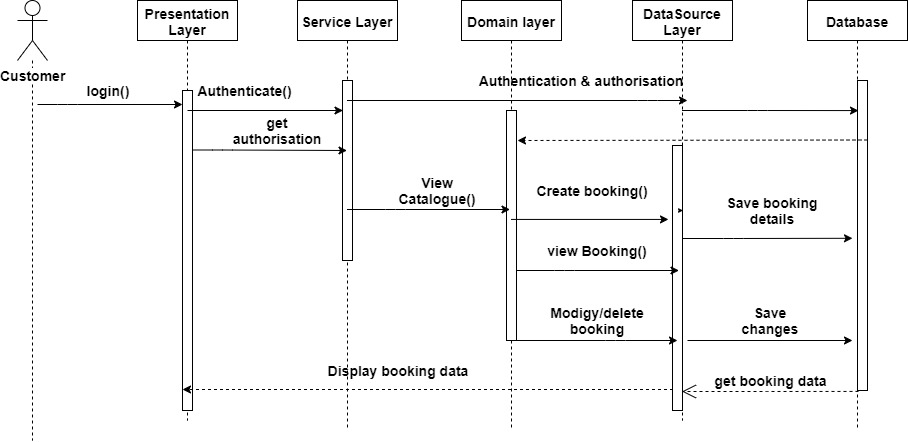 Presentation
Layer
Service Layer
Domain layer
DataSource
Layer
Database
Customer
login()
Authenticate()
Authentication & authorisation
get
authorisation
View
Catalogue()
Create booking()
Save booking
details
view Booking()
Modigy/delete
booking
Save
changes
Display booking data
get booking data